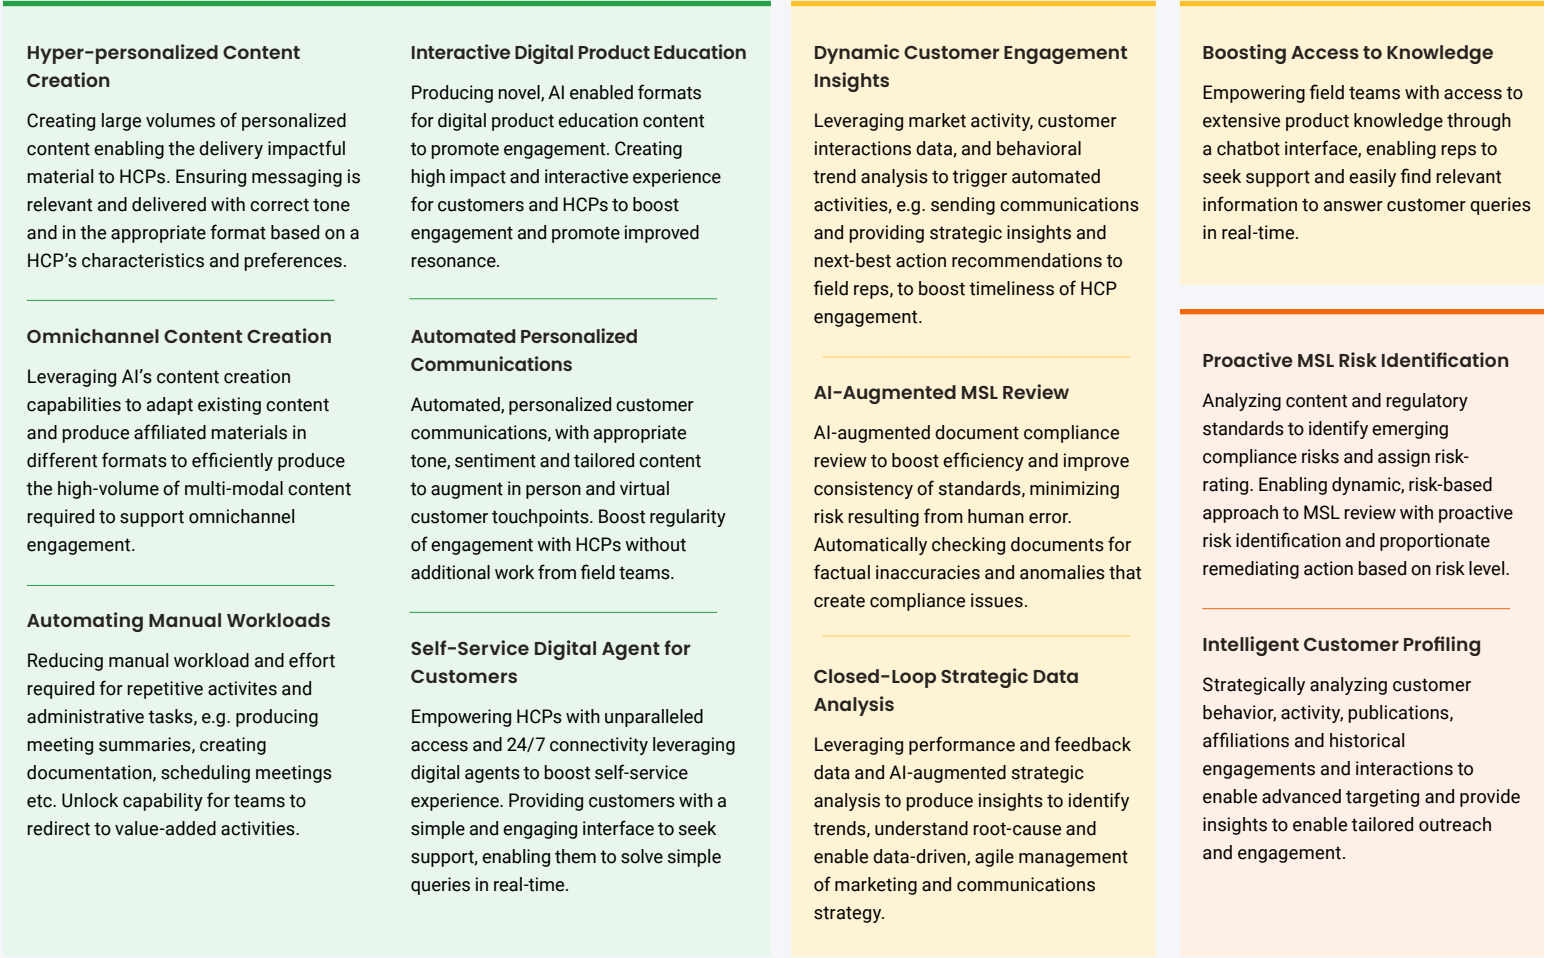 Hyper-personalized Content
Creation
Creating large volumes of personalized
content enabling the delivery impactful
material to HCPs. Ensuring messaging is
relevant and delivered with correct tone
and in the appropriate format based on a
HCP's characteristics and preferences.
Omnichannel Content Creation
Leveraging AI's content creation
capabilities to adapt existing content
and produce affiliated materials in
different formats to efficiently produce
the high-volume of multi-modal content
required to support omnichannel
engagement.
Automating Manual Workloads
Reducing manual workload and effort
required for repetitive activites and
administrative tasks, e.g. producing
meeting summaries, creating
documentation, scheduling meetings
etc. Unlock capability for teams to
redirect to value-added activities.
Interactive Digital Product Education
Producing novel, AI enabled formats
for digital product education content
to promote engagement. Creating
high impact and interactive experience
for customers and HCPs to boost
engagement and promote improved
resonance.
Automated Personalized
Communications
Automated, personalized customer
communications, with appropriate
tone, sentiment and tailored content
to augment in person and virtual
customer touchpoints. Boost regularity
of engagement with HCPs without
additional work from field teams.
Self-Service Digital Agent for
Customers
Empowering HCPs with unparalleled
access and 24/7 connectivity leveraging
digital agents to boost self-service
experience. Providing customers with a
simple and engaging interface to seek
support, enabling them to solve simple
queries in real-time.
Dynamic Customer Engagement
Insights
Leveraging market activity, customer
interactions data, and behavioral
trend analysis to trigger automated
activities, e.g. sending communications
and providing strategic insights and
next-best action recommendations to
field reps, to boost timeliness of HCP
engagement.
AI-Augmented MSL Review
AI-augmented document compliance
review to boost efficiency and improve
consistency of standards, minimizing
risk resulting from human error.
Automatically checking documents for
factual inaccuracies and anomalies that
create compliance issues.
Closed-Loop Strategic Data
Analysis
Leveraging performance and feedback
data and AI-augmented strategic
analysis to produce insights to identify
trends, understand root-cause and
enable data-driven, agile management
of marketing and communications
strategy.
Boosting Access to Knowledge
Empowering field teams with access to
extensive product knowledge through
a chatbot interface, enabling reps to
seek support and easily find relevant
information to answer customer queries
in real-time.
Proactive MSL Risk Identification
Analyzing content and regulatory
standards to identify emerging
compliance risks and assign risk-
rating. Enabling dynamic, risk-based
approach to MSL review with proactive
risk identification and proportionate
remediating action based on risk level.
Intelligent Customer Profiling
Strategically analyzing customer
behavior, activity, publications,
affiliations and historical
engagements and interactions to
enable advanced targeting and provide
insights to enable tailored outreach
and engagement.